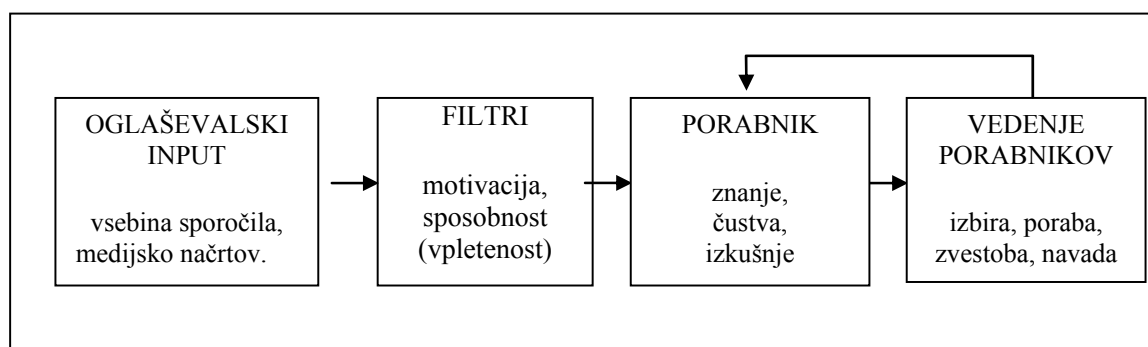 OGLAŠEVALSKI
INPUT
vsebina sporočila,
medijsko načrtov.
FILTRI
motivacija,
sposobnost
(vpletenost)
PORABNIK
znanje,
čustva,
izkušnje
VEDENJE
PORABNIKOV
izbira, poraba,
zvestoba, navada